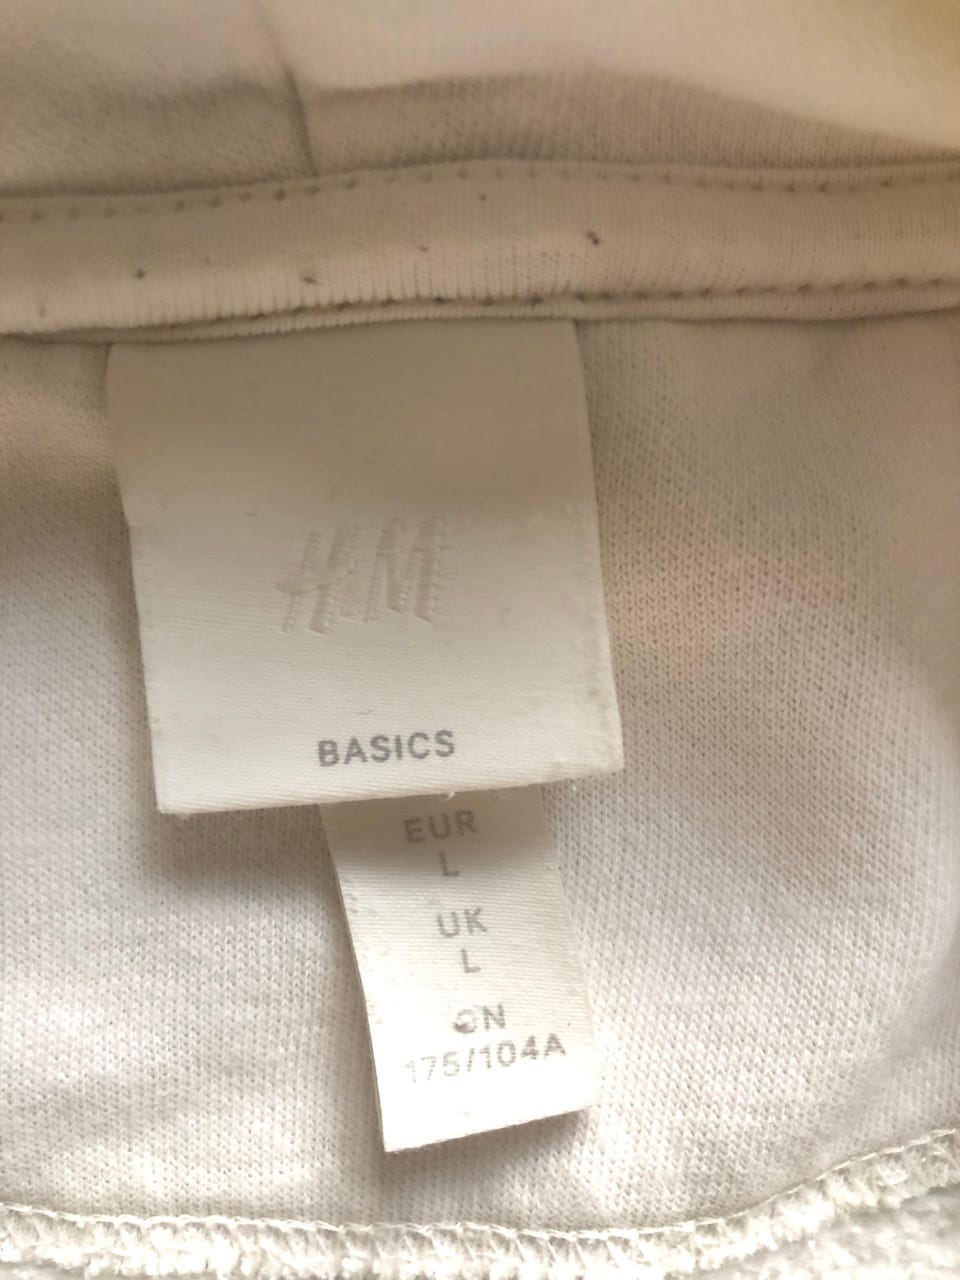 H&M
BASICS
EUR
L
UK
L
CN
175/104A